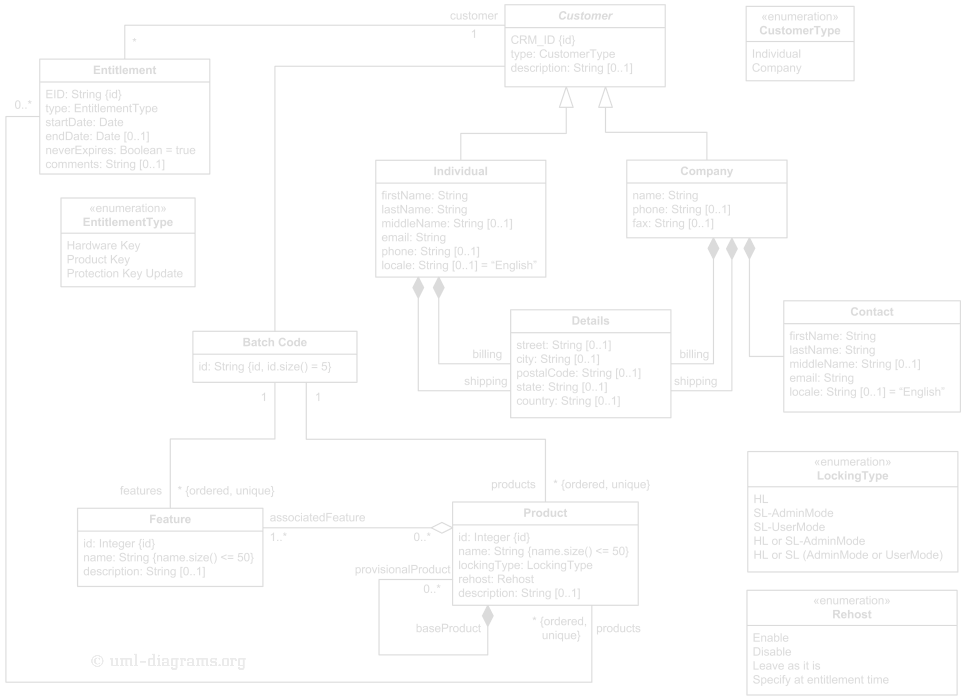 customer
1
*
Customer
CRM_ID {id}
type: CustomerType
description: String [0..1]
«enumeration»
CustomerType
Individual
Company
Entitlement
EID: String {id}
type: EntitlementType
startDate: Date
endDate: Date [0..1]
neverExpires: Boolean = true
comments: String [0..1]
0..*
«enumeration»
EntitlementType
Hardware Key
Product Key
Protection Key Update
Individual
firstName: String
lastName: String
middleName: String [0..1]
email: String
phone: String [0..1]
locale: String [0..1] = “English”
Company
name: String
phone: String [0..1]
fax: String [0..1]
Details
street: String [0..1]
city: String [0..1]
postalCode: String [0..1]
state: String [0..1]
country: String [0..1]
billing
shipping
billing
shipping
Contact
firstName: String
lastName: String
middleName: String [0..1]
email: String
locale: String [0..1] = “English”
Batch Code
id: String {id, id.size() = 5}
1
1
features
* {ordered, unique}
products
* {ordered, unique}
Feature
id: Integer {id}
name: String {name.size() <= 50}
description: String [0..1]
associatedFeature
1..*
0..*
Product
id: Integer {id}
name: String {name.size() <= 50}
lockingType: LockingType
rehost: Rehost
description: String [0..1]
provisionalProduct
0..*
baseProduct
* {ordered,
unique}
products
«enumeration»
LockingType
HL
SL-AdminMode
SL-UserMode
HL or SL-AdminMode
HL or SL (AdminMode or UserMode)
«enumeration»
Rehost
Enable
Disable
Leave as it is
Specify at entitlement time
© uml-diagrams.org